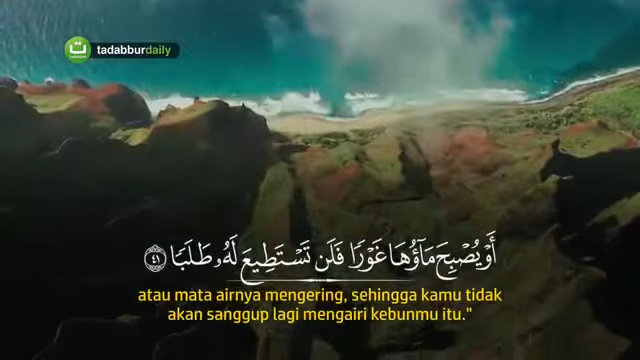 tadabburdaily
أَوْ يُصْبِحَ مَآؤُهَا غَوْرًا فَلَن تَسْتَطِيعَ لَهُۥ طَلَبًا ٤١
atau mata airnya mengering, sehingga kamu tidak
akan sanggup lagi mengairi kebunmu itu."